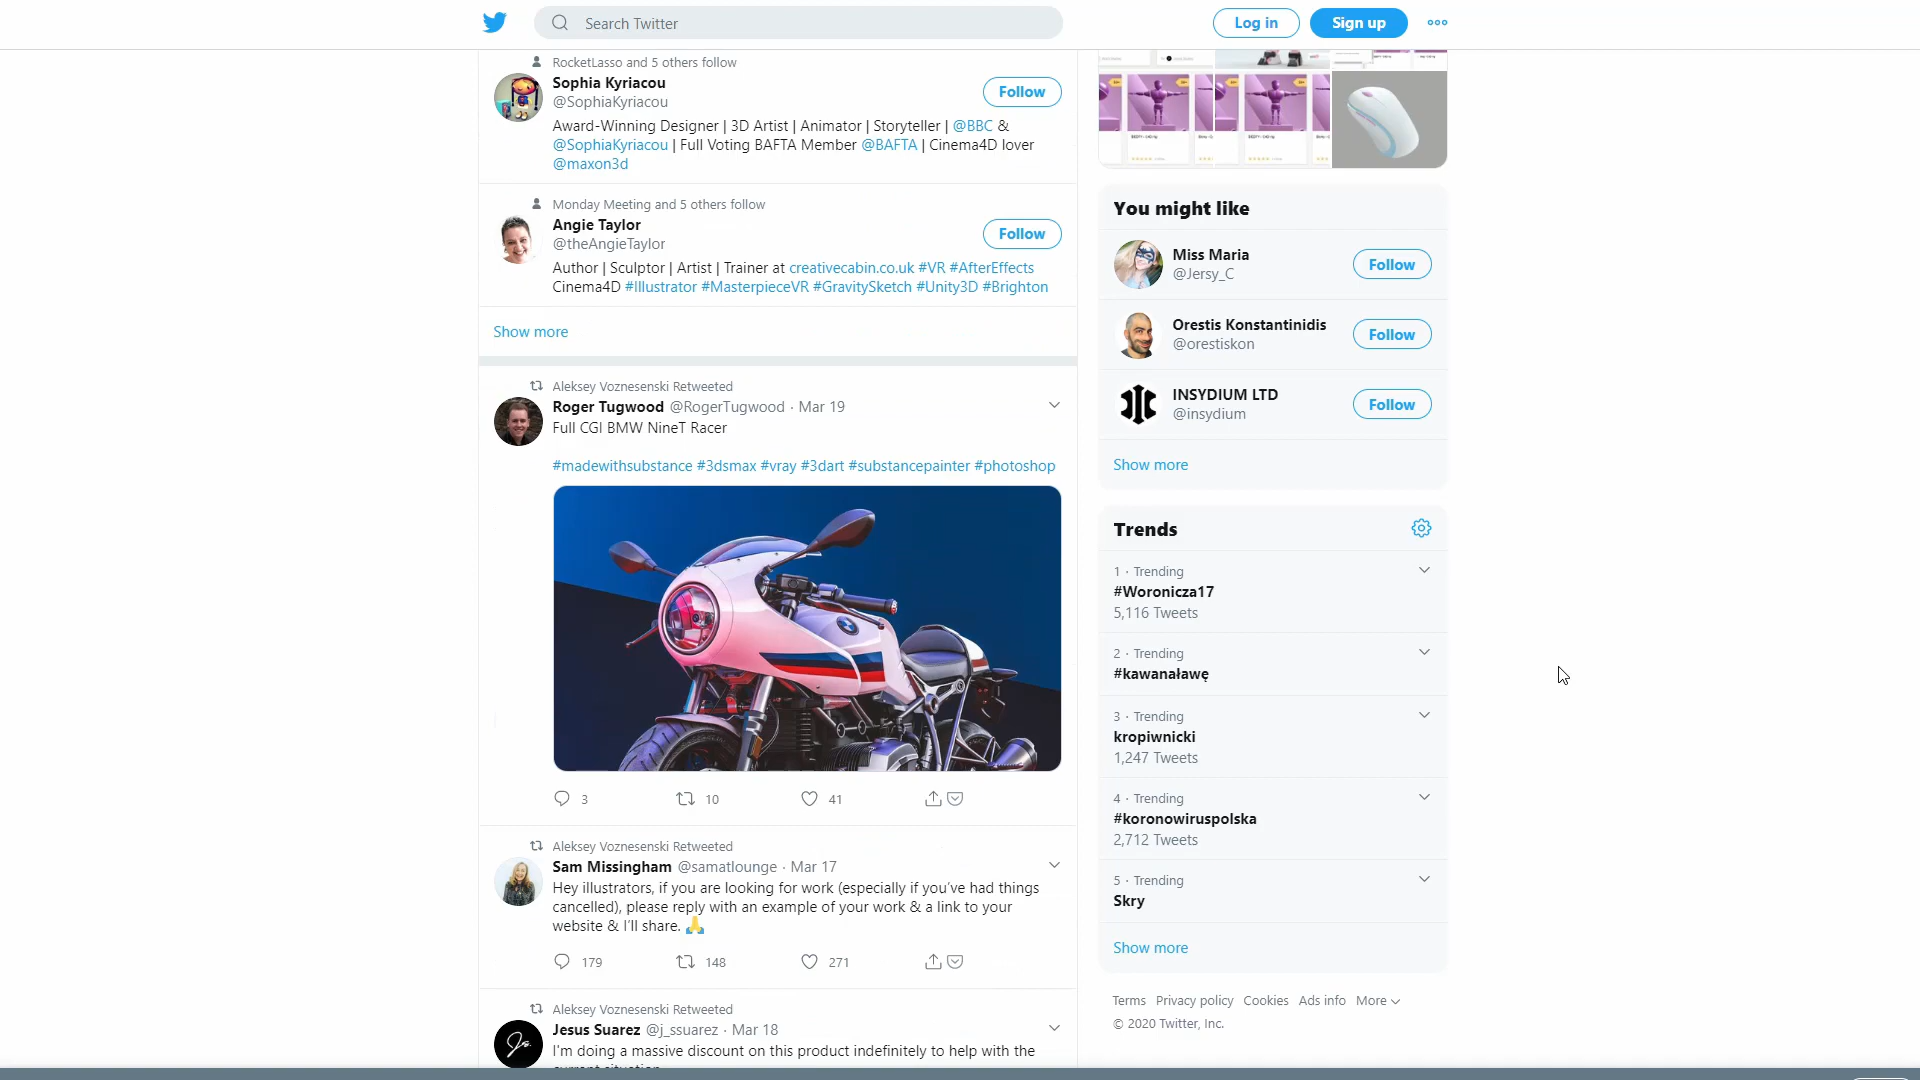 Search Twitter
Log in
Sign up
RocketLasso and 5 others follow
Sophia Kyriacou
@SophiaKyriacou
Follow
Award-Winning Designer | 3D Artist | Animator | Storyteller | @BBC &
@SophiaKyriacou | Full Voting BAFTA Member @BAFTA | Cinema4D lover
@maxon3d
Monday Meeting and 5 others follow
Angie Taylor
@theAngieTaylor
Follow
Author | Sculptor | Artist | Trainer at creativecabin.co.uk #VR #AfterEffects
Cinema4D #Illustrator #MasterpieceVR #GravitySketch #Unity3D #Brighton
Show more
Aleksey Voznesenski Retweeted
Roger Tugwood @RogerTugwood · Mar 19
Full CGI BMW NineT Racer
#madewithsubstance #3dsmax #vray #3dart #substancepainter #photoshop
3 10 41
Aleksey Voznesenski Retweeted
Sam Missingham @samatlounge · Mar 17
Hey illustrators, if you are looking for work (especially if you've had things
cancelled), please reply with an example of your work & a link to your
website & I'll share. 🙏
179 148 271
Aleksey Voznesenski Retweeted
Jesus Suarez @j_ssuarez · Mar 18
I'm doing a massive discount on this product indefinitely to help with the
You might like
Miss Maria
@Jersy_C
Follow
Orestis Konstantinidis
@orestiskon
Follow
INSYDIUM LTD
@insydium
Follow
Show more
Trends
1 · Trending
#Woronicza17
5,116 Tweets
2 · Trending
#kawanaławę
3 · Trending
kropiwnicki
1,247 Tweets
4 · Trending
#koronowiruspolska
2,712 Tweets
5 · Trending
Skry
Show more
Terms Privacy policy Cookies Ads info More
© 2020 Twitter, Inc.